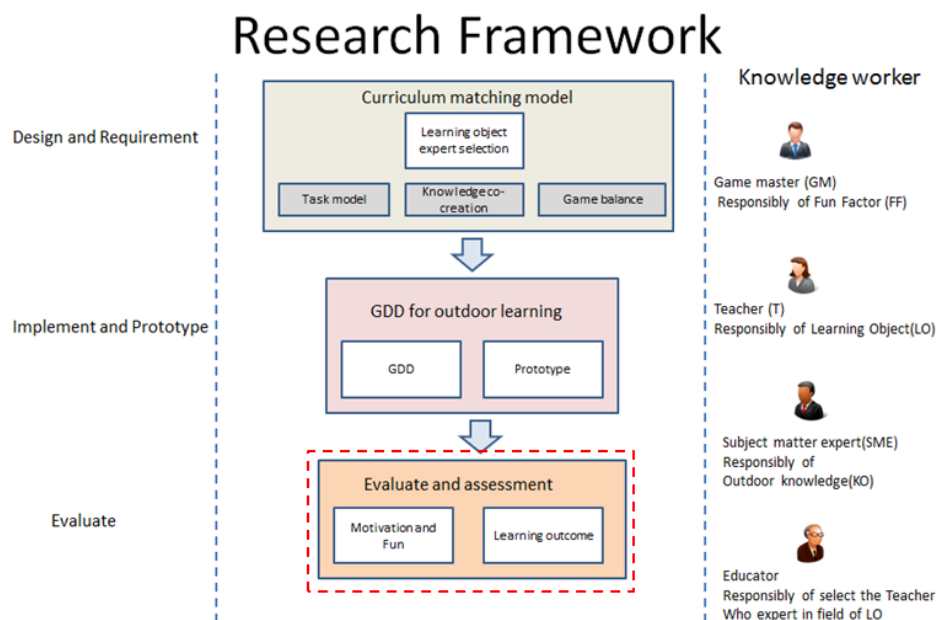 Research Framework
Design and Requirement
Curriculum matching model
Learning object
expert selection
Task model
Knowledge co-
creation
Game balance
Implement and Prototype
GDD for outdoor learning
GDD
Prototype
Evaluate
Evaluate and assessment
Motivation and
Fun
Learning outcome
Knowledge worker
Game master (GM)
Responsibly of Fun Factor (FF)
Teacher (T)
Responsibly of Learning Object(LO)
Subject matter expert(SME)
Responsibly of
Outdoor knowledge(KO)
Educator
Responsibly of select the Teacher
Who expert in field of LO